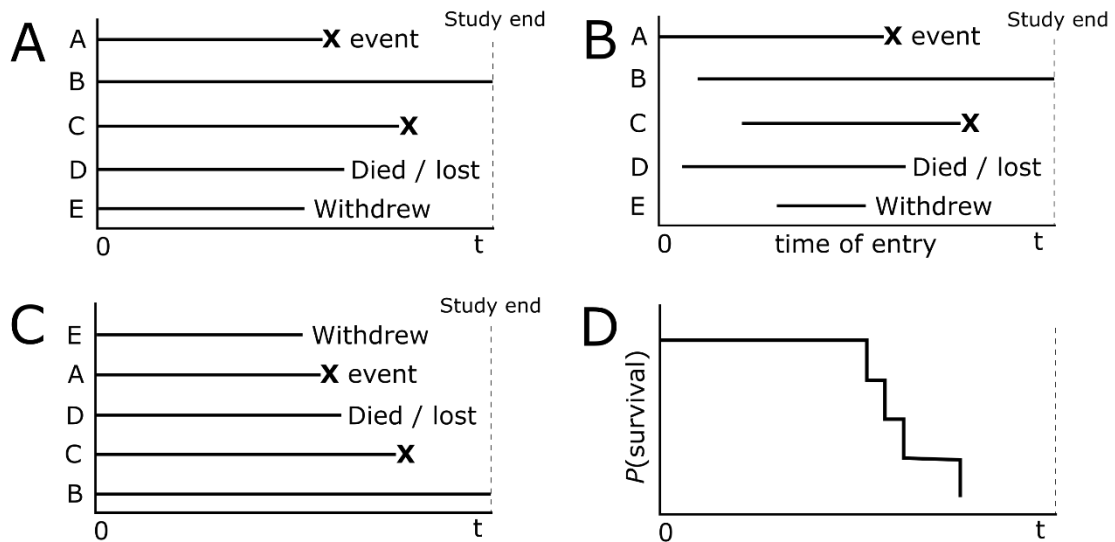 A
Study end
A
X event
B
C
X
D
Died / lost
E
Withdrew
0
t
B
Study end
A
X event
B
C
X
D
Died / lost
E
Withdrew
0
time of entry
t
C
Study end
E
Withdrew
A
X event
D
Died / lost
C
X
B
0
t
D
P(survival)
0
t